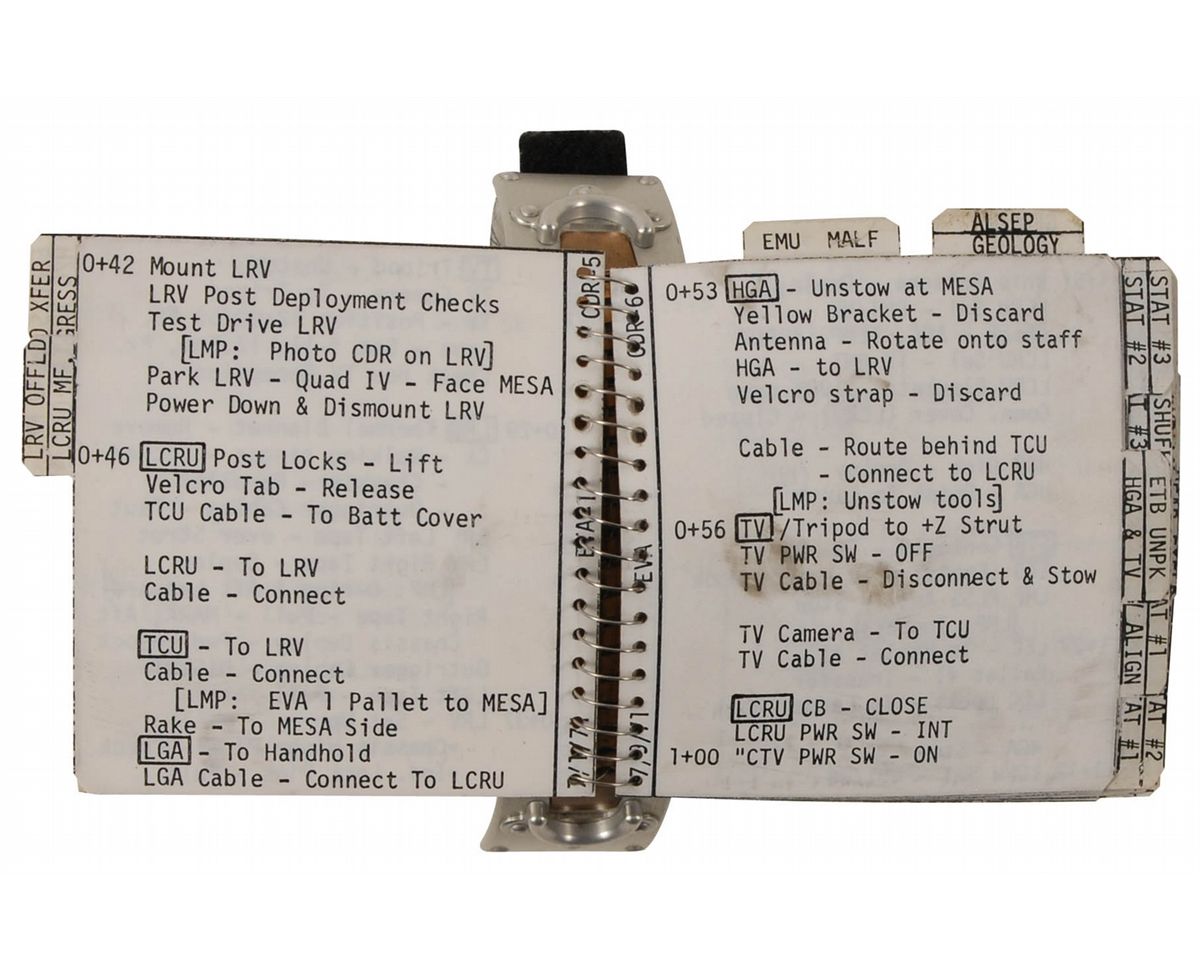 0+42 Mount LRV
LRV Post Deployment Checks
Test Drive LRV
[LMP: Photo CDR on LRV]
Park LRV - Quad IV - Face MESA
Power Down & Dismount LRV
0+46 LCRU Post Locks - Lift
Velcro Tab - Release
TCU Cable - To Batt Cover
LCRU - To LRV
Cable - Connect
TCU - To LRV
Cable - Connect
[LMP: EVA 1 Pallet to MESA]
Rake - To MESA Side
LGA - To Handhold
LGA Cable - Connect To LCRU
LRV OFFLD
XFER
LCRU MF
CDR-5
CDR-6
EVA
7/9/71
EMU MALF
ALSEP
GEOLOGY
0+53 HGA - Unstow at MESA
Yellow Bracket - Discard
Antenna - Rotate onto staff
HGA - to LRV
Velcro strap - Discard
Cable - Route behind TCU
- Connect to LCRU
[LMP: Unstow tools]
0+56 TV /Tripod to +Z Strut
TV PWR SW - OFF
TV Cable - Disconnect & Stow
TV Camera - To TCU
TV Cable - Connect
LCRU CB - CLOSE
LCRU PWR SW - INT
1+00 "CTV PWR SW - ON
STAT #2
STAT #3
HGA & TV
ETB UNPK
ALIGN
#1
#1
#2